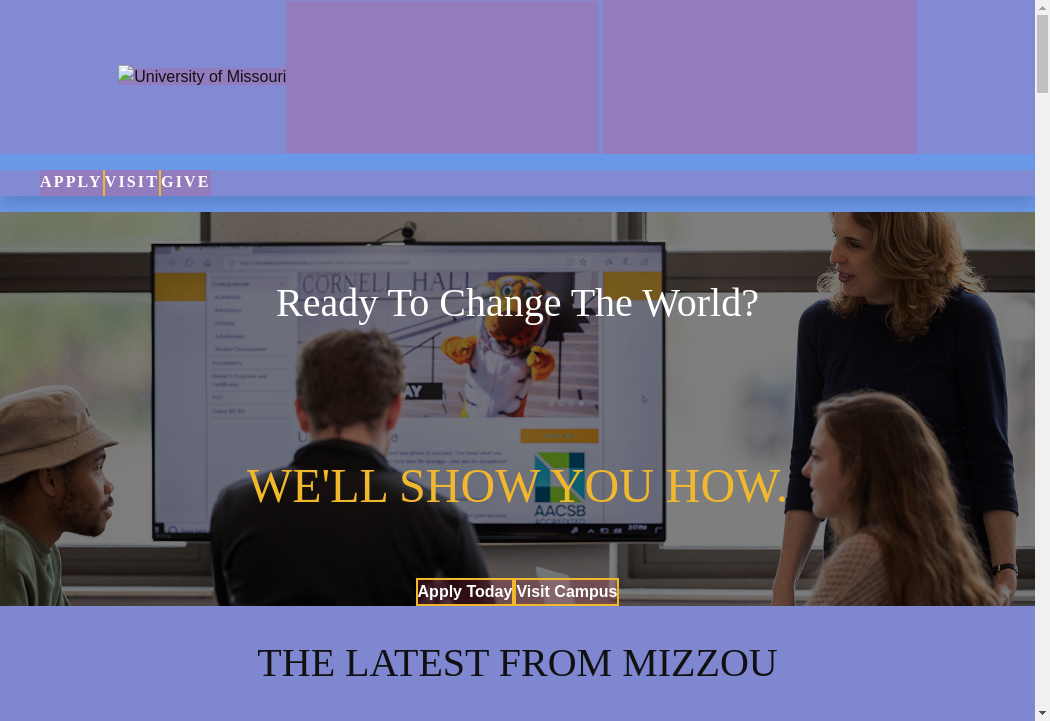 University of Missouri
APPLY VISIT GIVE
CORNELL HALL
Ready To Change The World?
WE'LL SHOW YOU HOW.
AACSB
ACCREDITED
Apply Today Visit Campus
THE LATEST FROM MIZZOU